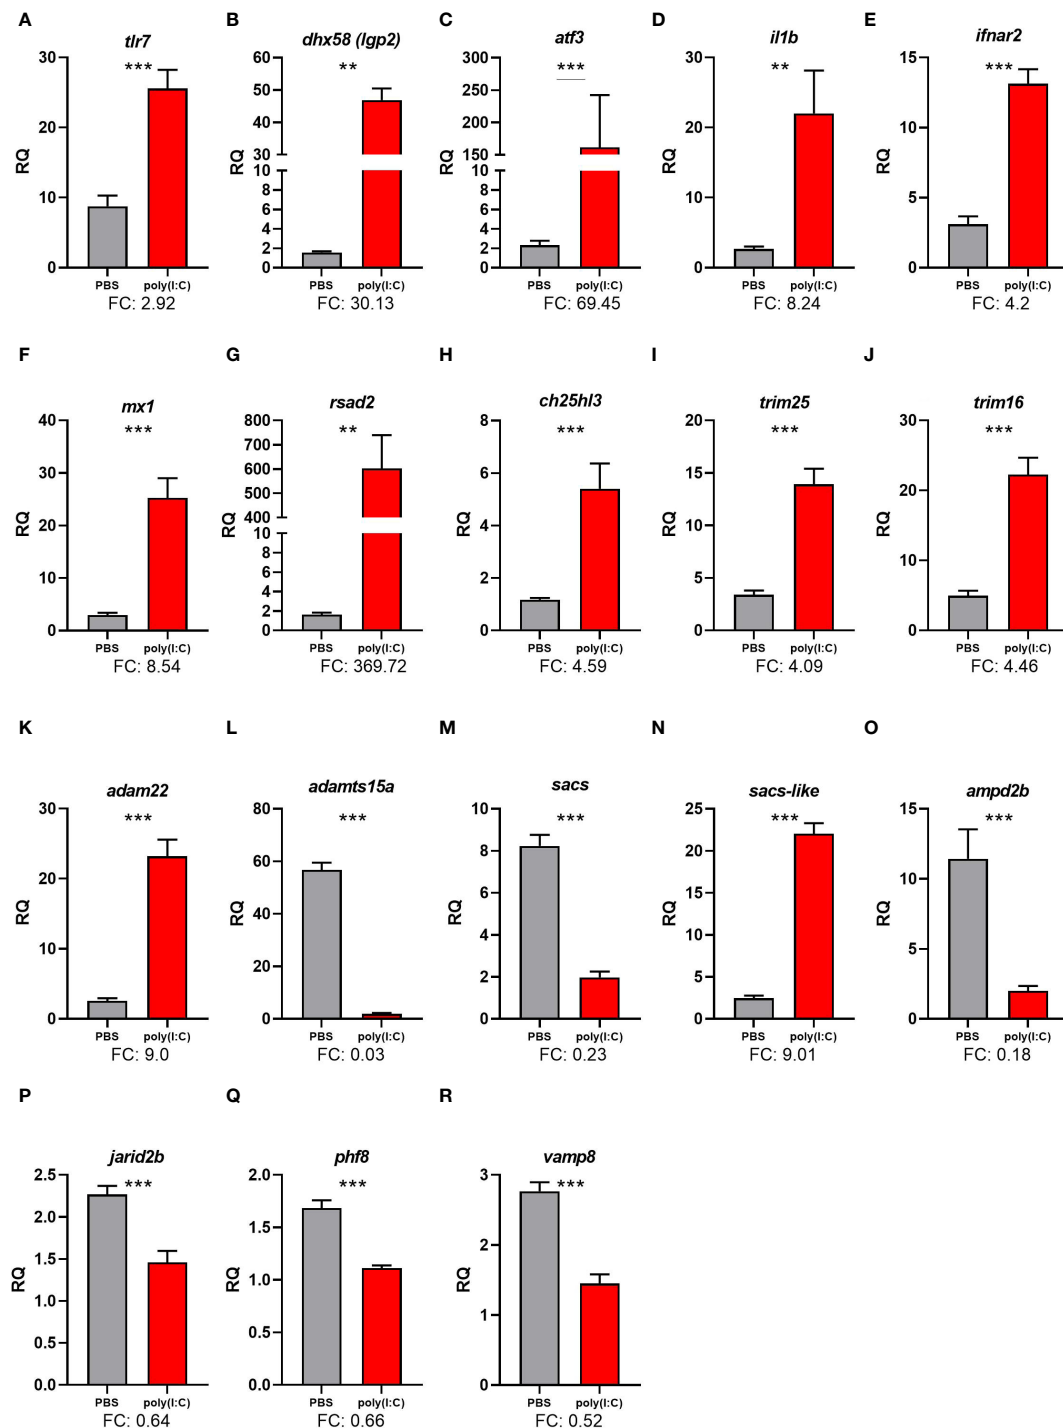 A
tlr7
***
30
20
10
0
RQ
PBS poly(I:C)
FC: 2.92
B
dhx58 (lgp2)
**
60
50
40
30
10
8
6
4
2
0
RQ
PBS poly(I:C)
FC: 30.13
C
atf3
***
300
250
200
150
10
8
6
4
2
0
RQ
PBS poly(I:C)
FC: 69.45
D
il1b
**
30
20
10
0
RQ
PBS poly(I:C)
FC: 8.24
E
ifnar2
***
15
10
5
0
RQ
PBS poly(I:C)
FC: 4.2
F
mx1
***
40
30
20
10
0
RQ
PBS poly(I:C)
FC: 8.54
G
rsad2
**
800
700
600
500
400
10
8
6
4
2
0
RQ
PBS poly(I:C)
FC: 369.72
H
ch25hl3
***
8
6
4
2
0
RQ
PBS poly(I:C)
FC: 4.59
I
trim25
***
20
15
10
5
0
RQ
PBS poly(I:C)
FC: 4.09
J
trim16
***
30
20
10
0
RQ
PBS poly(I:C)
FC: 4.46
K
adam22
***
30
20
10
0
RQ
PBS poly(I:C)
FC: 9.0
L
adamts15a
***
80
60
40
20
0
RQ
PBS poly(I:C)
FC: 0.03
M
sacs
***
10
8
6
4
2
0
RQ
PBS poly(I:C)
FC: 0.23
N
sacs-like
***
25
20
15
10
5
0
RQ
PBS poly(I:C)
FC: 9.01
O
ampd2b
***
15
10
5
0
RQ
PBS poly(I:C)
FC: 0.18
P
jarid2b
***
2.5
2.0
1.5
1.0
0.5
0.0
RQ
PBS poly(I:C)
FC: 0.64
Q
phf8
***
2.0
1.5
1.0
0.5
0.0
RQ
PBS poly(I:C)
FC: 0.66
R
vamp8
***
3
2
1
0
RQ
PBS poly(I:C)
FC: 0.52